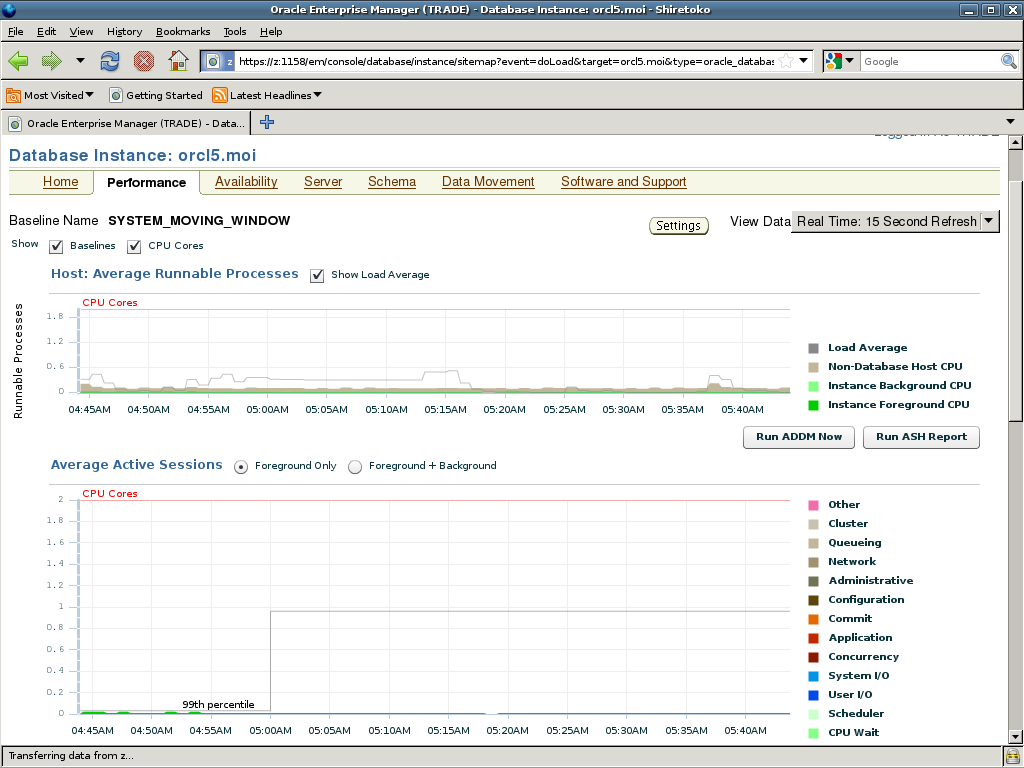 Oracle Enterprise Manager (TRADE) - Database Instance: orcl5.moi - Shiretoko
File Edit View History Bookmarks Tools Help
z https://z:1158/em/console/database/instance/sitemap?event=doLoad&target=orcl5.moi&type=oracle_databas Google
Most Visited Getting Started Latest Headlines
Oracle Enterprise Manager (TRADE) - Data...
Database Instance: orcl5.moi
Home Performance Availability Server Schema Data Movement Software and Support
Baseline Name SYSTEM_MOVING_WINDOW Settings View Data Real Time: 15 Second Refresh
Show Baselines CPU Cores
Host: Average Runnable Processes Show Load Average
Runnable Processes
CPU Cores
1.8
1.2
0.6
0
04:45AM 04:50AM 04:55AM 05:00AM 05:05AM 05:10AM 05:15AM 05:20AM 05:25AM 05:30AM 05:35AM 05:40AM
Load Average
Non-Database Host CPU
Instance Background CPU
Instance Foreground CPU
Run ADDM Now Run ASH Report
Average Active Sessions Foreground Only Foreground + Background
CPU Cores
2
1.8
1.6
1.4
1.2
1
0.8
0.6
0.4
0.2
0
99th percentile
04:45AM 04:50AM 04:55AM 05:00AM 05:05AM 05:10AM 05:15AM 05:20AM 05:25AM 05:30AM 05:35AM 05:40AM
Other
Cluster
Queueing
Network
Administrative
Configuration
Commit
Application
Concurrency
System I/O
User I/O
Scheduler
CPU Wait
Transferring data from z...